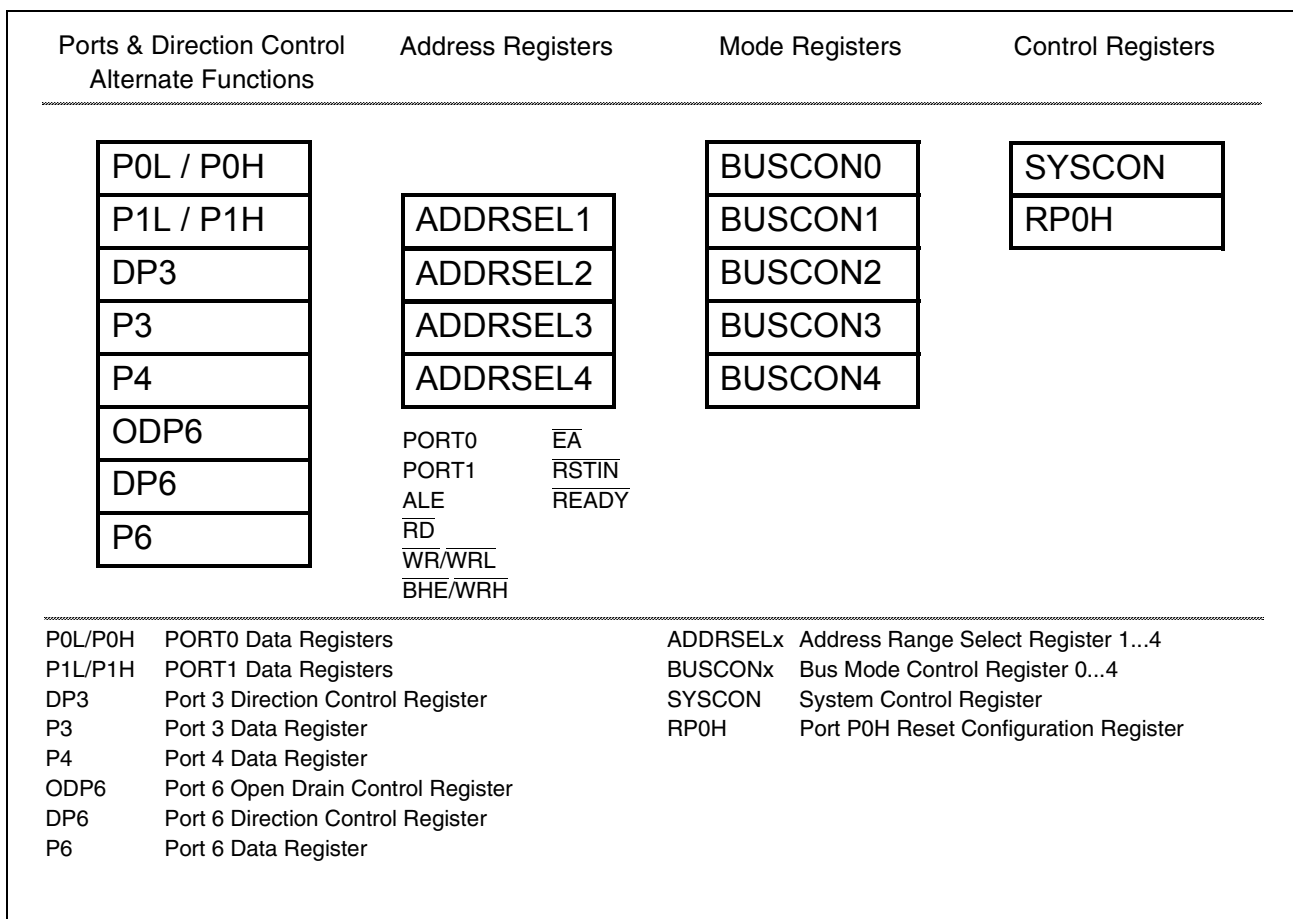 Ports & Direction Control
Alternate Functions
Address Registers
Mode Registers
Control Registers
P0L / P0H
P1L / P1H
DP3
P3
P4
ODP6
DP6
P6
ADDRSEL1
ADDRSEL2
ADDRSEL3
ADDRSEL4
BUSCON0
BUSCON1
BUSCON2
BUSCON3
BUSCON4
SYSCON
RP0H
PORT0 EA
PORT1 RSTIN
ALE READY
RD
WR/WRL
BHE/WRH
P0L/P0H PORT0 Data Registers
P1L/P1H PORT1 Data Registers
DP3 Port 3 Direction Control Register
P3 Port 3 Data Register
P4 Port 4 Data Register
ODP6 Port 6 Open Drain Control Register
DP6 Port 6 Direction Control Register
P6 Port 6 Data Register
ADDRSELx Address Range Select Register 1...4
BUSCONx Bus Mode Control Register 0...4
SYSCON System Control Register
RP0H Port P0H Reset Configuration Register